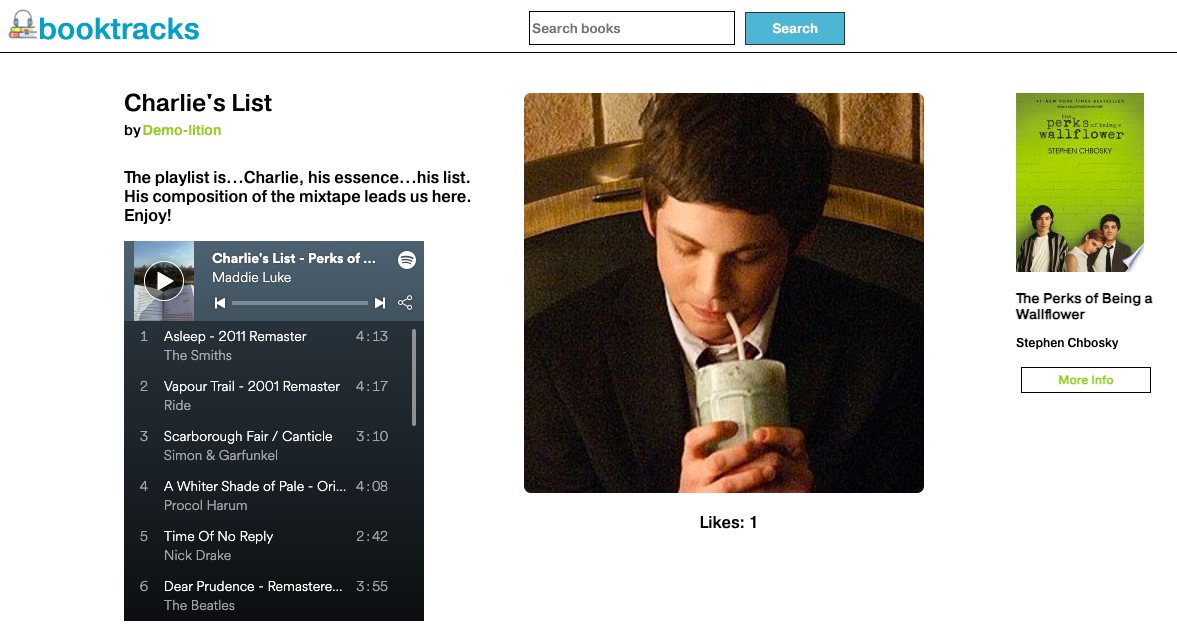 booktracks
Search books
Search
Charlie's List
by Demo-lition
The playlist is...Charlie, his essence...his list.
His composition of the mixtape leads us here.
Enjoy!
Charlie's List - Perks of ...
Maddie Luke
1 Asleep - 2011 Remaster 4:13
The Smiths
2 Vapour Trail - 2001 Remaster 4:17
Ride
3 Scarborough Fair / Canticle 3:10
Simon & Garfunkel
4 A Whiter Shade of Pale - Ori... 4:08
Procol Harum
5 Time Of No Reply 2:42
Nick Drake
6 Dear Prudence - Remastere... 3:55
The Beatles
Likes: 1
#1 NEW YORK TIMES BESTSELLER
the
perks of being a
wallflower
STEPHEN CHBOSKY
The Perks of Being a
Wallflower
Stephen Chbosky
More Info